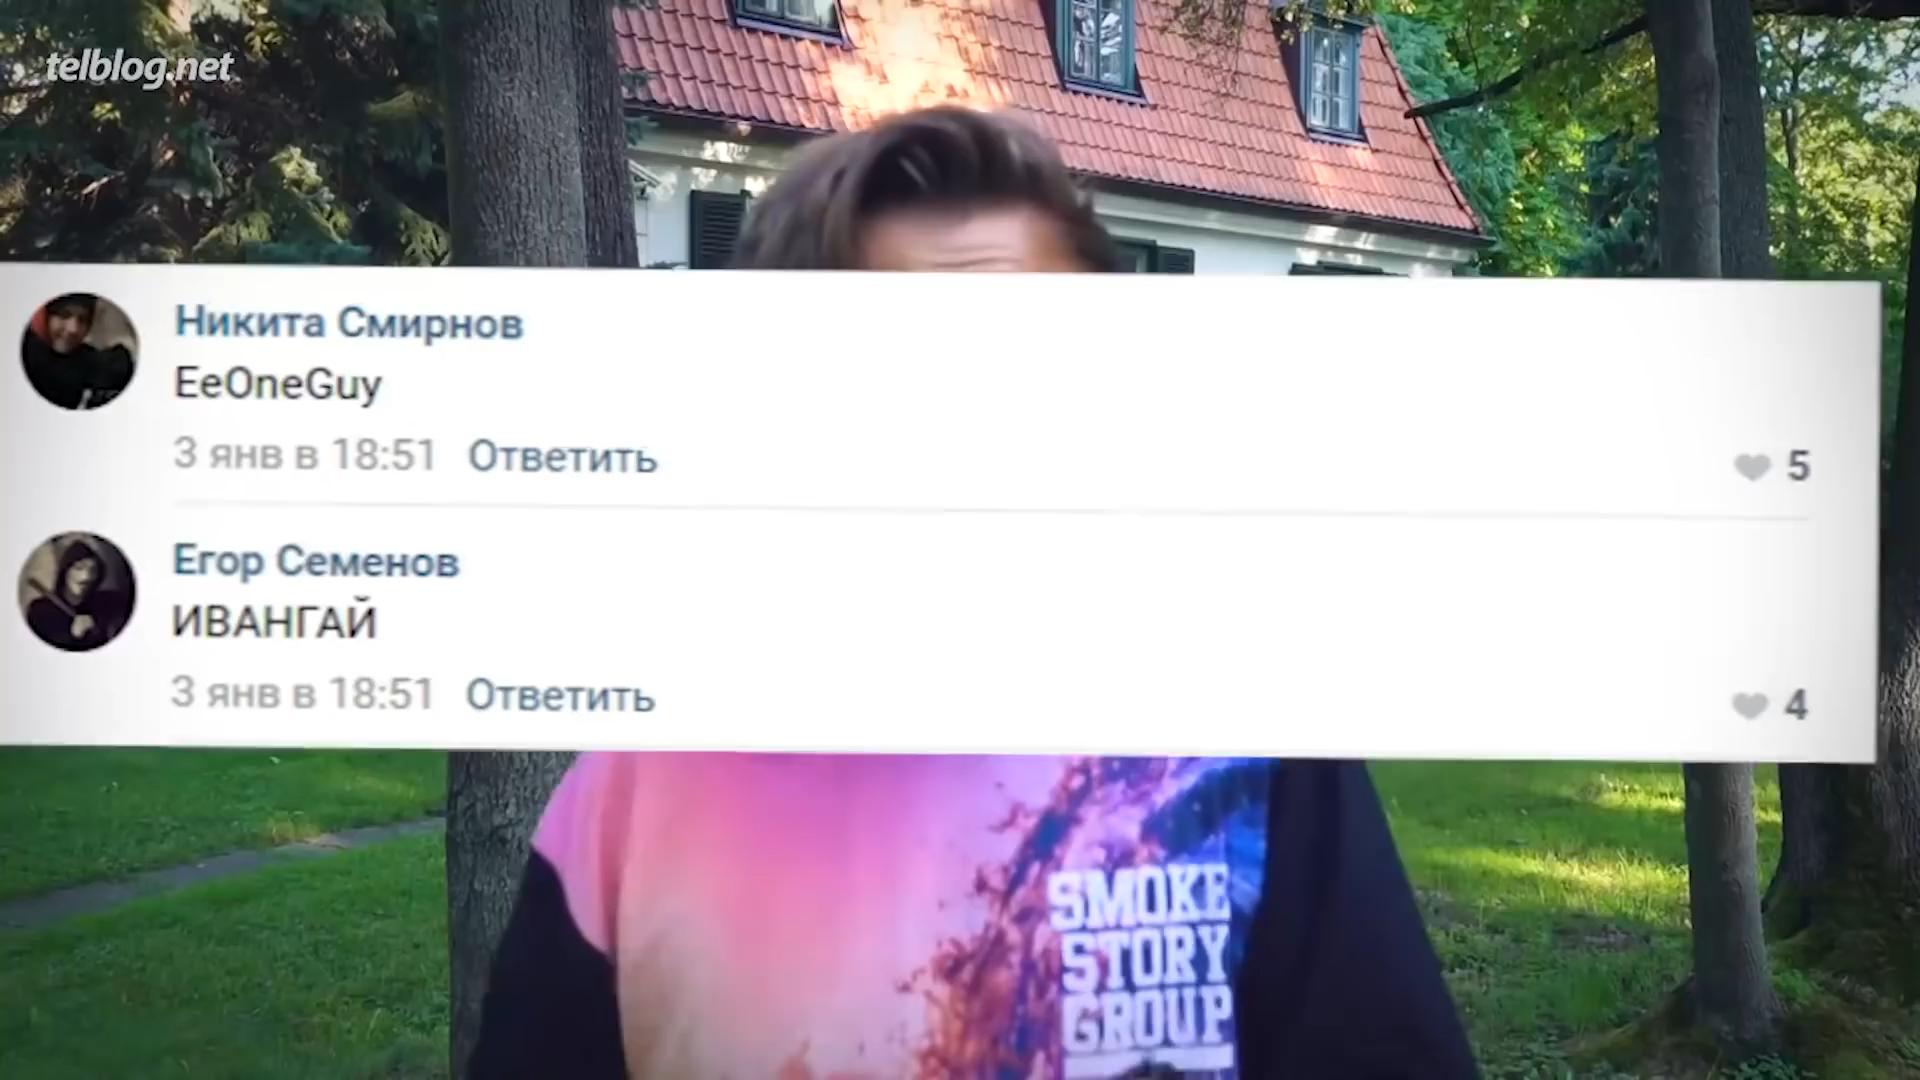 telblog.net
Никита Смирнов
EeOneGuy
3 янв в 18:51 Ответить
5
Егор Семенов
ИВАНГАЙ
3 янв в 18:51 Ответить
4
SMOKE
STORY
GROUP